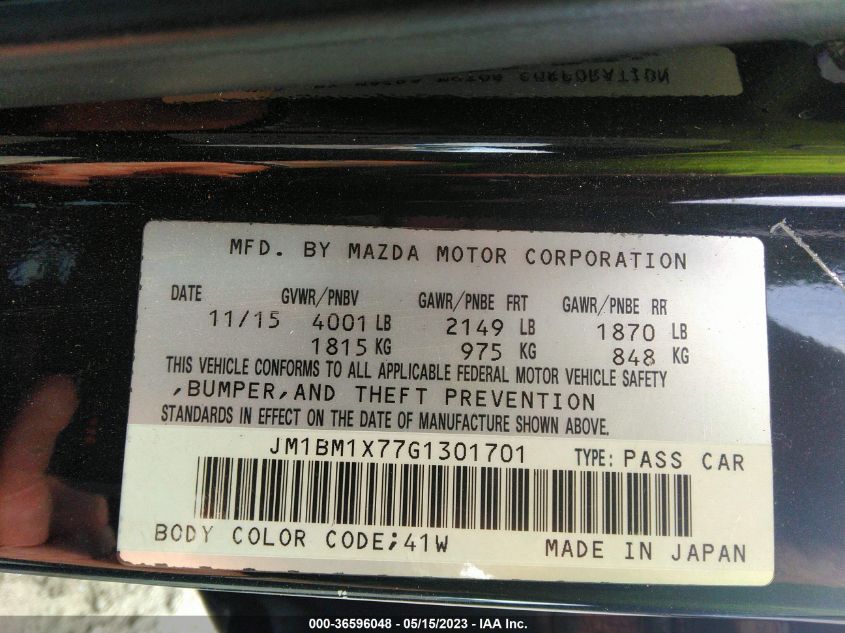 MFD. BY MAZDA MOTOR CORPORATION
DATE GVWR/PNBV GAWR/PNBE FRT GAWR/PNBE RR
11/15 4001 LB 2149 LB 1870 LB
1815 KG 975 KG 848 KG
THIS VEHICLE CONFORMS TO ALL APPLICABLE FEDERAL MOTOR VEHICLE SAFETY
,BUMPER,AND THEFT PREVENTION
STANDARDS IN EFFECT ON THE DATE OF MANUFACTURE SHOWN ABOVE.
JM1BM1X77G1301701 TYPE: PASS CAR
BODY COLOR CODE;41W MADE IN JAPAN
000-36596048 - 05/15/2023 - IAA Inc.